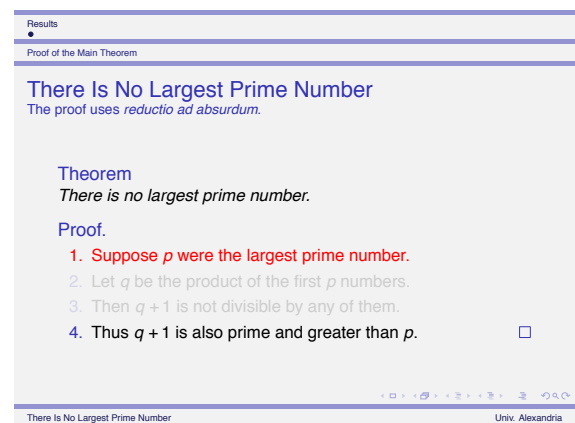 Results
Proof of the Main Theorem
There Is No Largest Prime Number
The proof uses reductio ad absurdum.
Theorem
There is no largest prime number.
Proof.
1. Suppose p were the largest prime number.
2. Let q be the product of the first p numbers.
3. Then q + 1 is not divisible by any of them.
4. Thus q + 1 is also prime and greater than p.
There Is No Largest Prime Number Univ. Alexandria